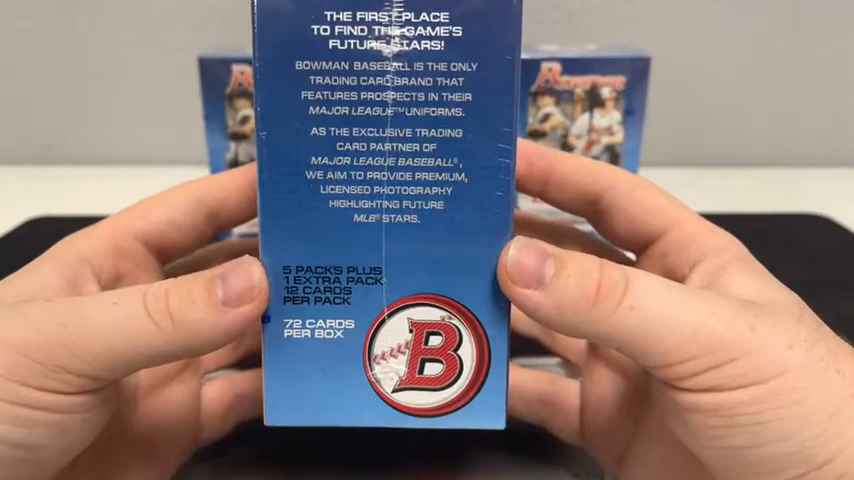 THE FIRST PLACE
TO FIND THE GAME'S
FUTURE STARS!
BOWMAN BASEBALL IS THE ONLY
TRADING CARD BRAND THAT
FEATURES PROSPECTS IN THEIR
MAJOR LEAGUE™ UNIFORMS.
AS THE EXCLUSIVE TRADING
CARD PARTNER OF
MAJOR LEAGUE BASEBALL®,
WE AIM TO PROVIDE PREMIUM,
LICENSED PHOTOGRAPHY
HIGHLIGHTING FUTURE
MLB® STARS.
5 PACKS PLUS
1 EXTRA PACK
12 CARDS
PER PACK
72 CARDS
PER BOX
B
BOWMAN